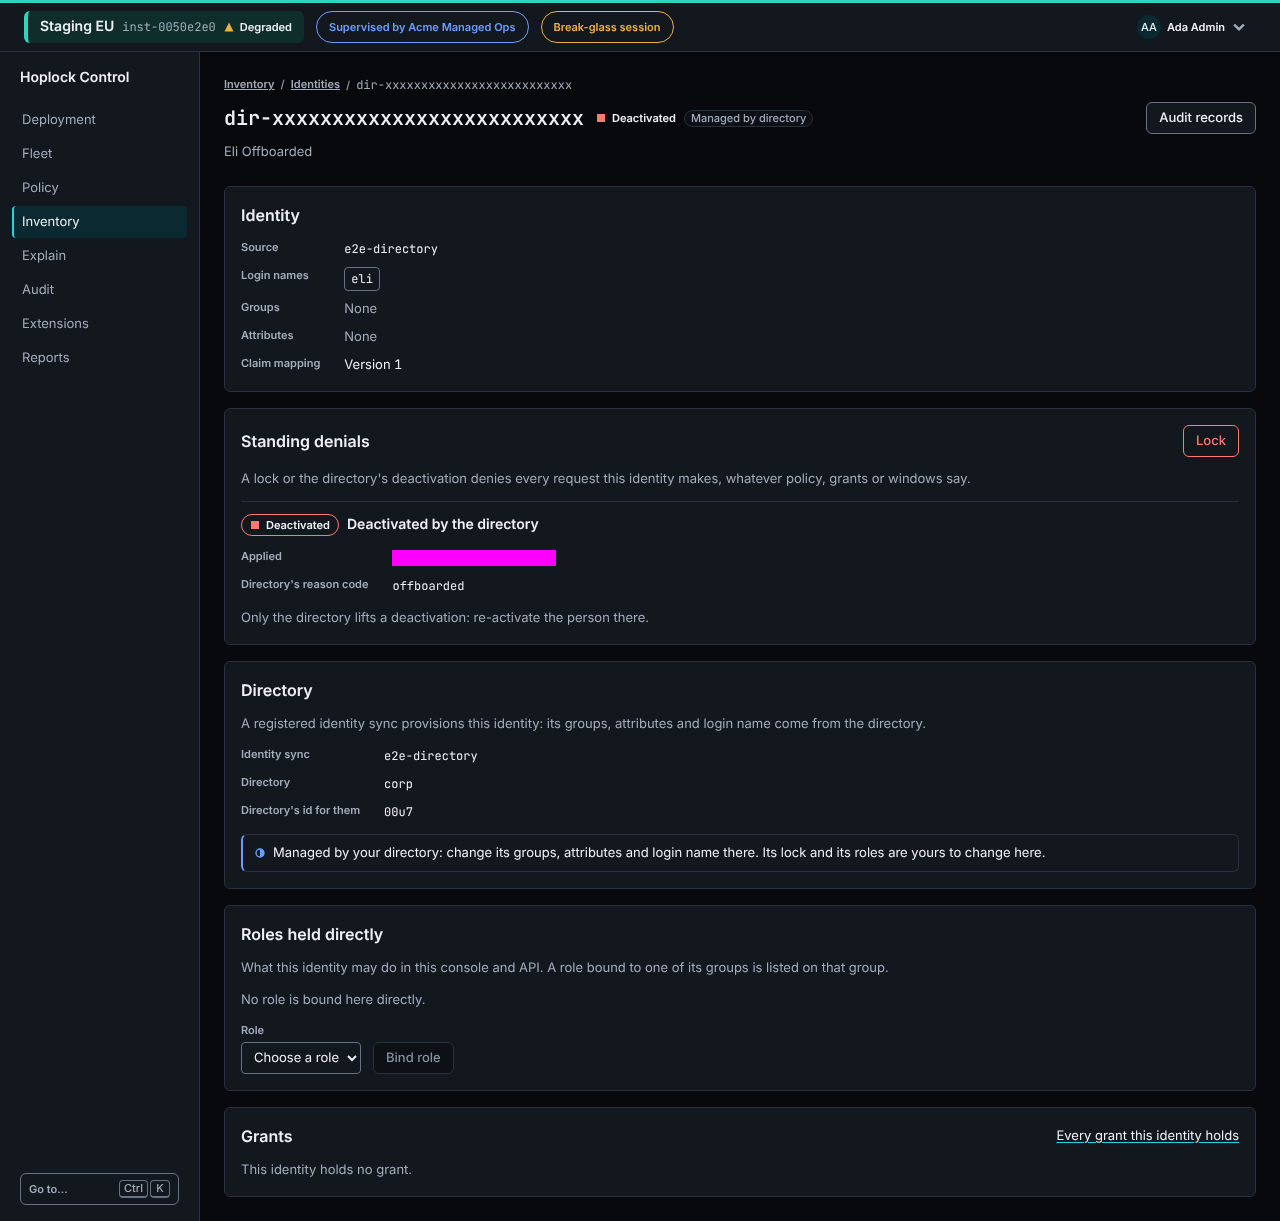 Staging EU inst-0050e2e0 Degraded Supervised by Acme Managed Ops Break-glass session AA Ada Admin
Hoplock Control
Deployment
Fleet
Policy
Inventory
Explain
Audit
Extensions
Reports
Go to... Ctrl K
Inventory / Identities / dir-xxxxxxxxxxxxxxxxxxxxxxxxxx
dir-xxxxxxxxxxxxxxxxxxxxxxxxxx Deactivated Managed by directory Audit records
Eli Offboarded
Identity
Source e2e-directory
Login names eli
Groups None
Attributes None
Claim mapping Version 1
Standing denials Lock
A lock or the directory's deactivation denies every request this identity makes, whatever policy, grants or windows say.
Deactivated Deactivated by the directory
Applied
Directory's reason code offboarded
Only the directory lifts a deactivation: re-activate the person there.
Directory
A registered identity sync provisions this identity: its groups, attributes and login name come from the directory.
Identity sync e2e-directory
Directory corp
Directory's id for them 00u7
Managed by your directory: change its groups, attributes and login name there. Its lock and its roles are yours to change here.
Roles held directly
What this identity may do in this console and API. A role bound to one of its groups is listed on that group.
No role is bound here directly.
Role
Choose a role Bind role
Grants Every grant this identity holds
This identity holds no grant.